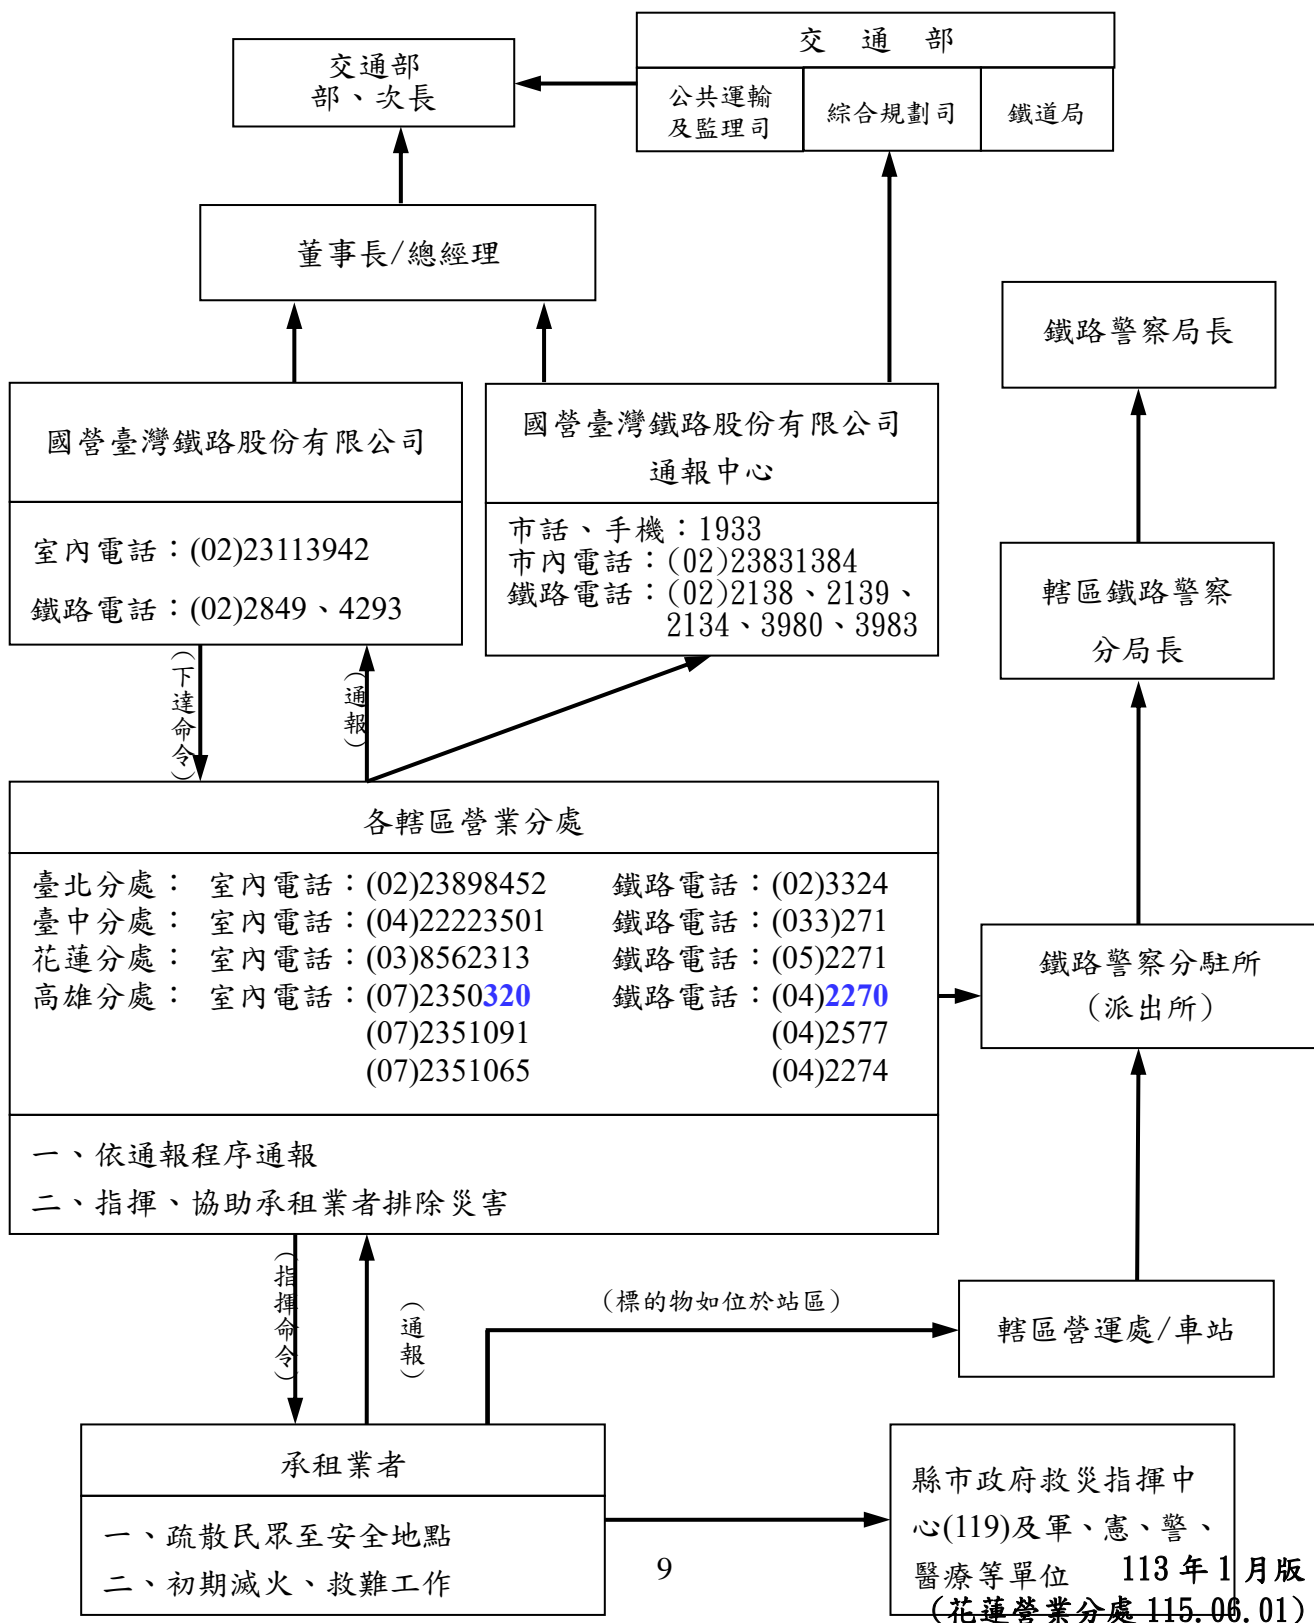 交通部
公共運輸
及監理司
綜合規劃司
鐵道局
交通部
部、次長
董事長/總經理
鐵路警察局長
國營臺灣鐵路股份有限公司
室內電話：(02)23113942
鐵路電話：(02)2849、4293
國營臺灣鐵路股份有限公司
通報中心
市話、手機：1933
市內電話：(02)23831384
鐵路電話：(02)2138、2139、
2134、3980、3983
轄區鐵路警察
分局長
(下達命令)
(通報)
各轄區營業分處
臺北分處： 室內電話：(02)23898452 鐵路電話：(02)3324
臺中分處： 室內電話：(04)22223501 鐵路電話：(033)271
花蓮分處： 室內電話：(03)8562313 鐵路電話：(05)2271
高雄分處： 室內電話：(07)2350320 鐵路電話：(04)2270
(07)2351091 (04)2577
(07)2351065 (04)2274
一、依通報程序通報
二、指揮、協助承租業者排除災害
鐵路警察分駐所
（派出所）
(指揮命令)
(通報)
（標的物如位於站區）
轄區營運處/車站
承租業者
一、疏散民眾至安全地點
二、初期滅火、救難工作
縣市政府救災指揮中
心(119)及軍、憲、警、
醫療等單位
9
113 年 1 月版
（花蓮營業分處 115.06.01）